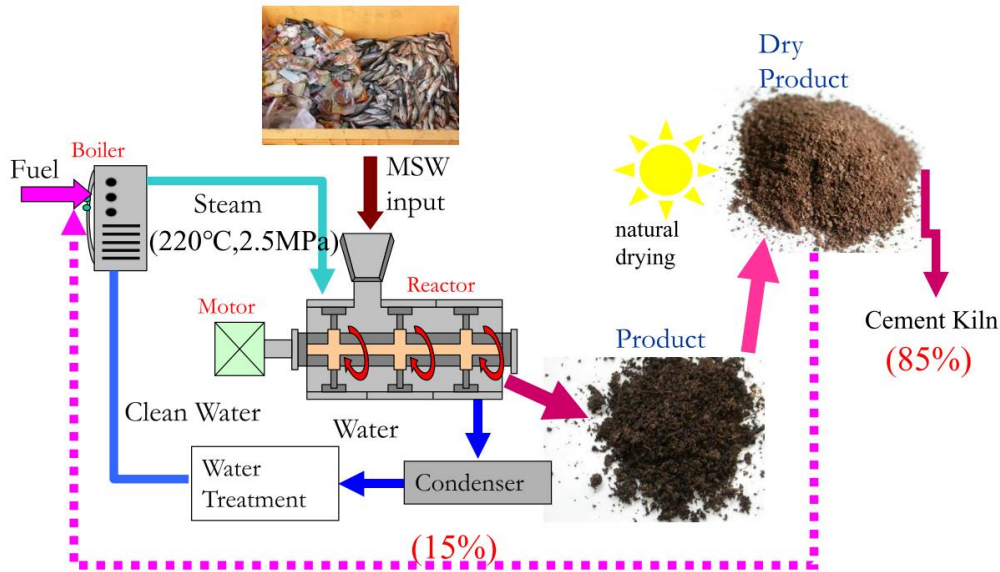 Dry
Product
Boiler
Fuel
MSW
input
Steam
(220℃,2.5MPa)
natural
drying
Reactor
Motor
Product
Cement Kiln
(85%)
Clean Water
Water
Water
Treatment
Condenser
(15%)